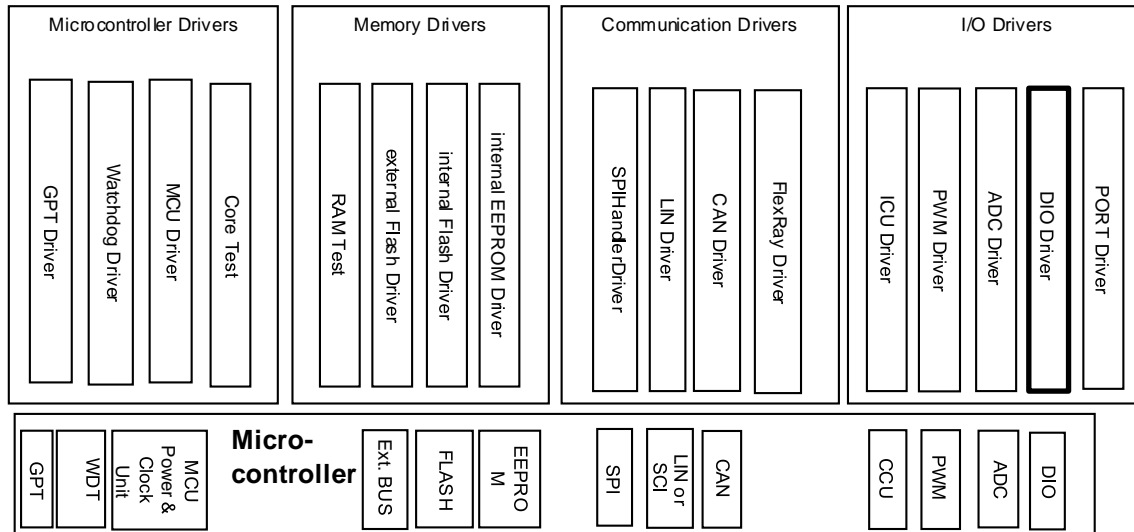 Microcontroller Drivers
GPT Driver
Watchdog Driver
MCU Driver
Core Test
Memory Drivers
RAM Test
external Flash Driver
internal Flash Driver
internal EEPROM Driver
Communication Drivers
SPIHandlerDriver
LIN Driver
CAN Driver
FlexRay Driver
I/O Drivers
ICU Driver
PWM Driver
ADC Driver
DIO Driver
PORT Driver
Micro-
controller
GPT
WDT
MCU
Power &
Clock
Unit
Ext. BUS
FLASH
EEPRO
M
SPI
LIN or
SCI
CAN
CCU
PWM
ADC
DIO